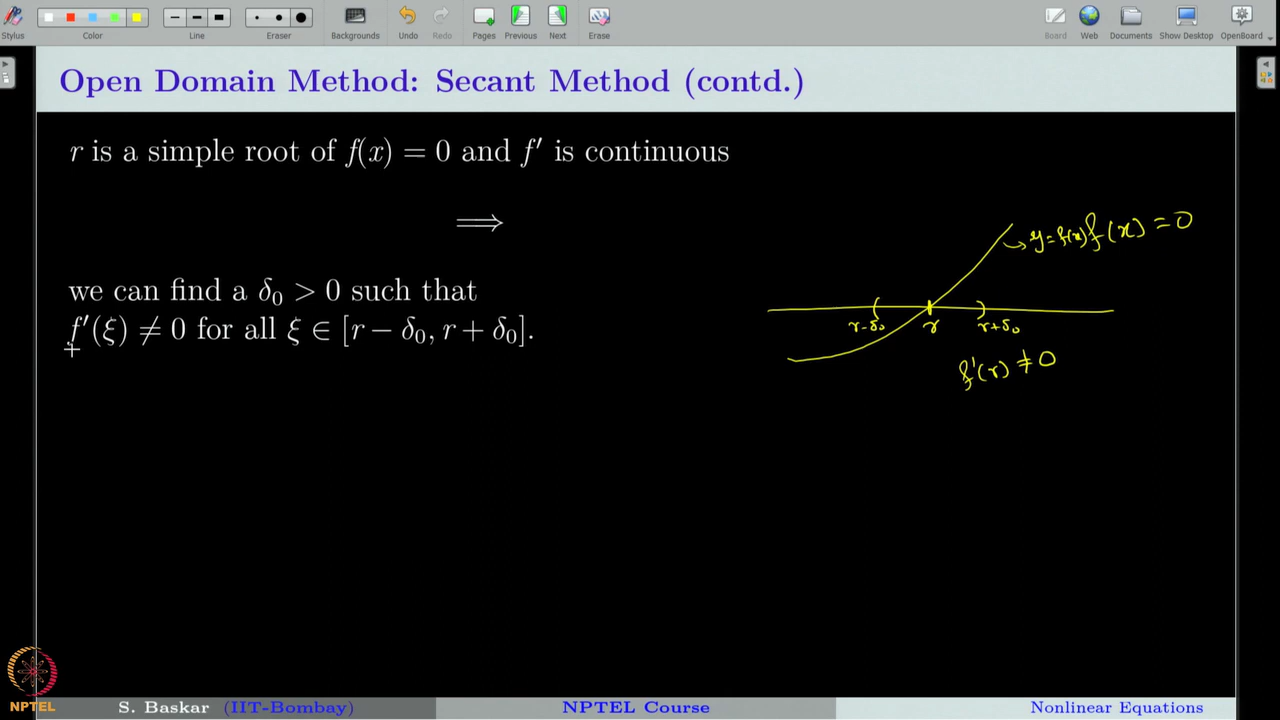 Stylus
Color
Line
Eraser
Backgrounds
Undo
Redo
Pages
Previous
Next
Erase
Board
Web
Documents
Show Desktop
OpenBoard
Open Domain Method: Secant Method (contd.)
r is a simple root of f(x) = 0 and f′ is continuous
⟹
we can find a δ₀ > 0 such that
f′(ξ) ≠ 0 for all ξ ∈ [r − δ₀, r + δ₀].
y=f(x)
f(x) = 0
r-δ₀
r
r+δ₀
f'(r) ≠ 0
NPTEL
S. Baskar (IIT-Bombay)
NPTEL Course
Nonlinear Equations